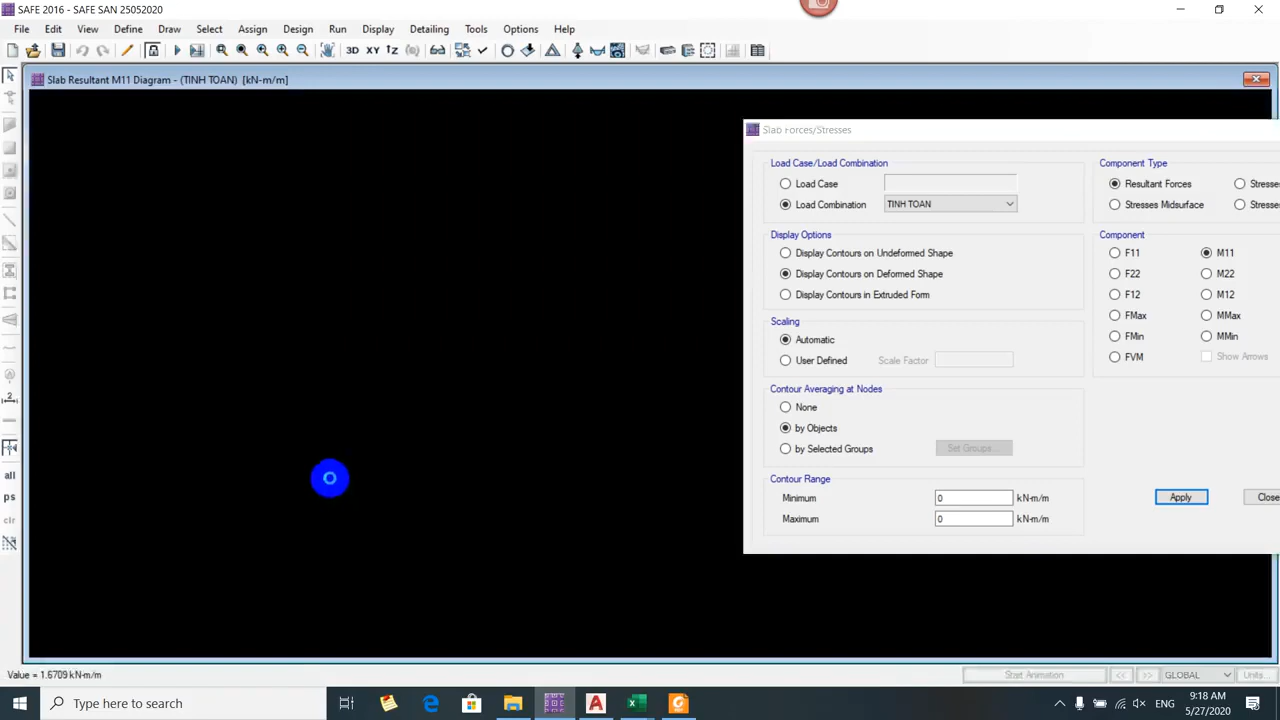 SAFE 2016 - SAFE SAN 25052020
File Edit View Define Draw Select Assign Design Run Display Detailing Tools Options Help
3D XY
Slab Resultant M11 Diagram - (TINH TOAN) [kN-m/m]
Slab Forces/Stresses
Load Case/Load Combination
Load Case
Load Combination TINH TOAN
Display Options
Display Contours on Undeformed Shape
Display Contours on Deformed Shape
Display Contours in Extruded Form
Scaling
Automatic
User Defined Scale Factor
Contour Averaging at Nodes
None
by Objects
by Selected Groups Set Groups...
Contour Range
Minimum 0 kN-m/m
Maximum 0 kN-m/m
Component Type
Resultant Forces Stresse
Stresses Midsurface Stresse
Component
F11 M11
F22 M22
F12 M12
FMax MMax
FMin MMin
FVM Show Arrows
Apply Close
all
ps
clr
Value = 1.6709 kN-m/m
Start Animation << >> GLOBAL Units...
Type here to search
ENG
9:18 AM
5/27/2020